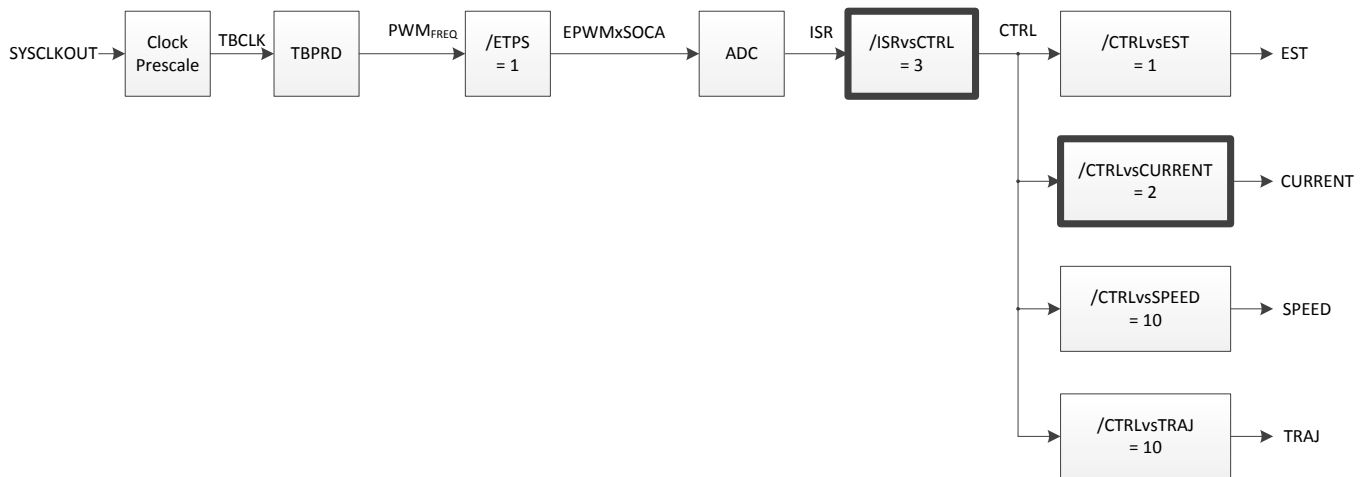 SYSCLKOUT
Clock
Prescale
TBCLK
TBPRD
PWMFREQ
/ETPS
= 1
EPWMxSOCA
ADC
ISR
/ISRvsCTRL
= 3
CTRL
/CTRLvsEST
= 1
EST
/CTRLvsCURRENT
= 2
CURRENT
/CTRLvsSPEED
= 10
SPEED
/CTRLvsTRAJ
= 10
TRAJ